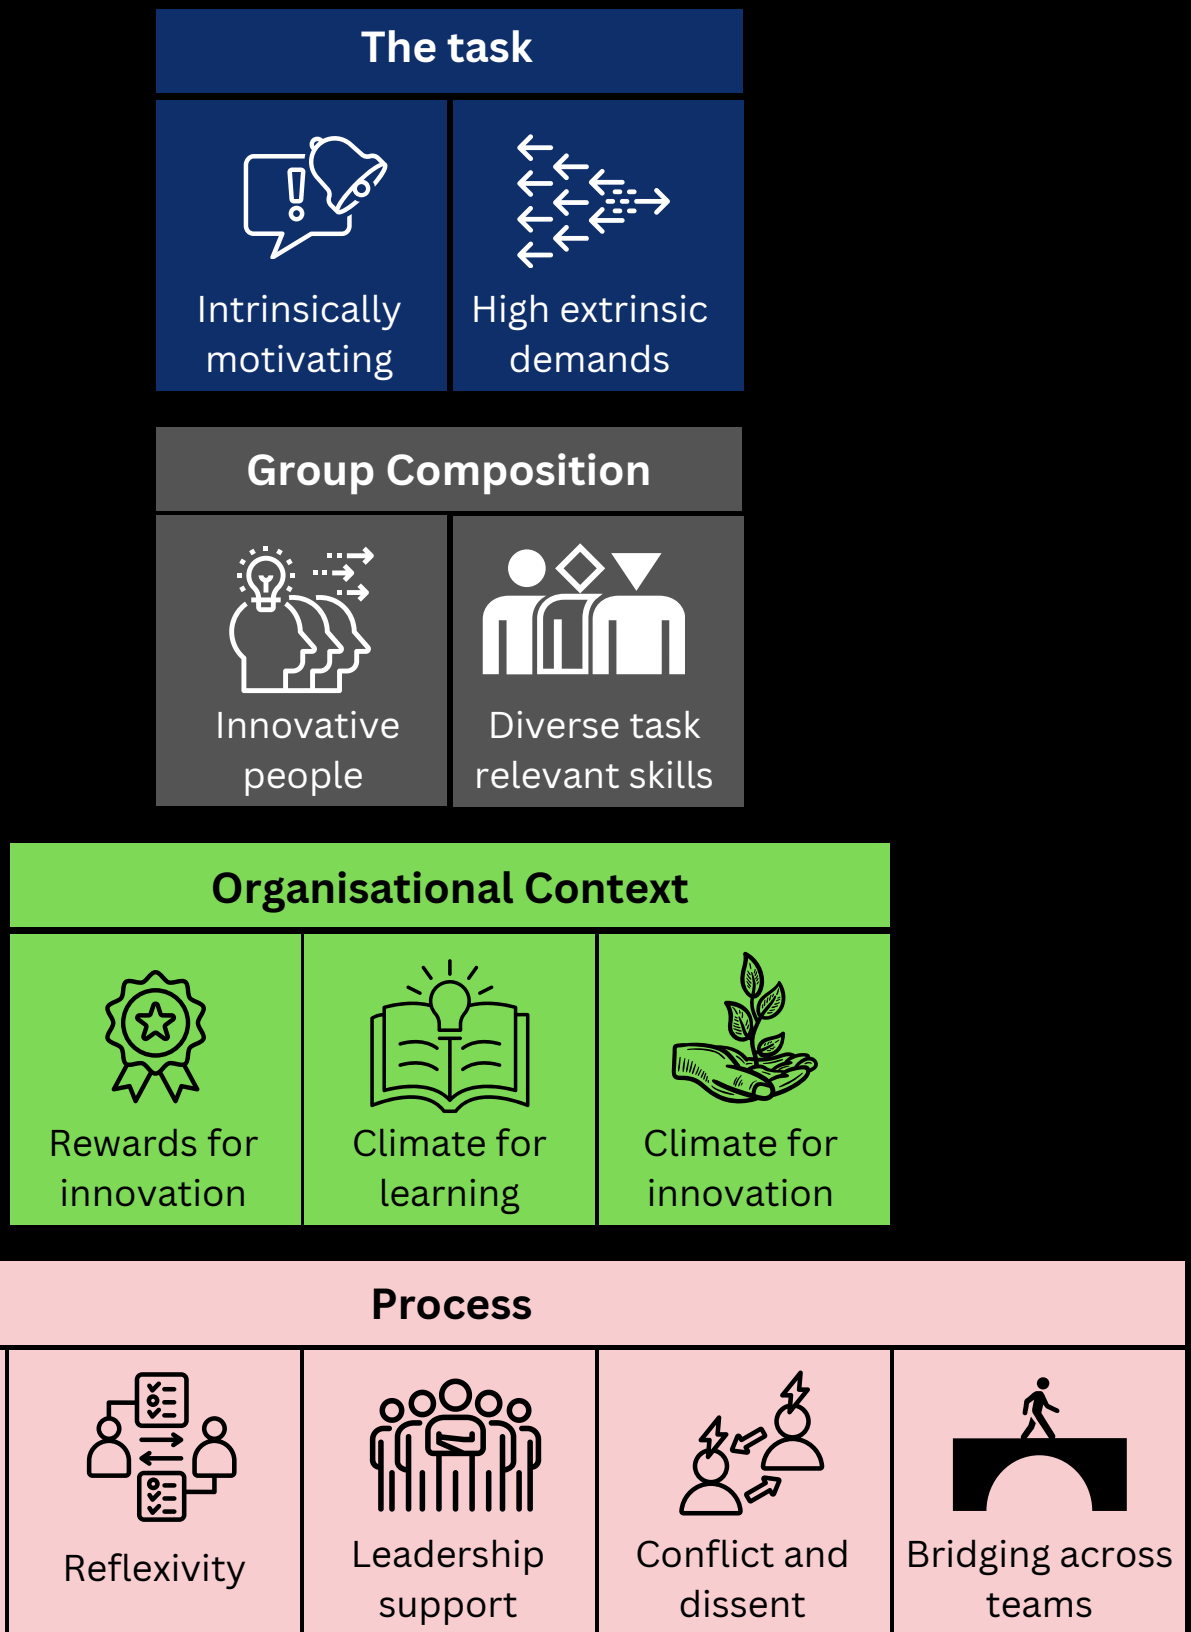 The task
Intrinsically
motivating
High extrinsic
demands
Group Composition
Innovative
people
Diverse task
relevant skills
Organisational Context
Rewards for
innovation
Climate for
learning
Climate for
innovation
Process
Reflexivity
Leadership
support
Conflict and
dissent
Bridging across
teams